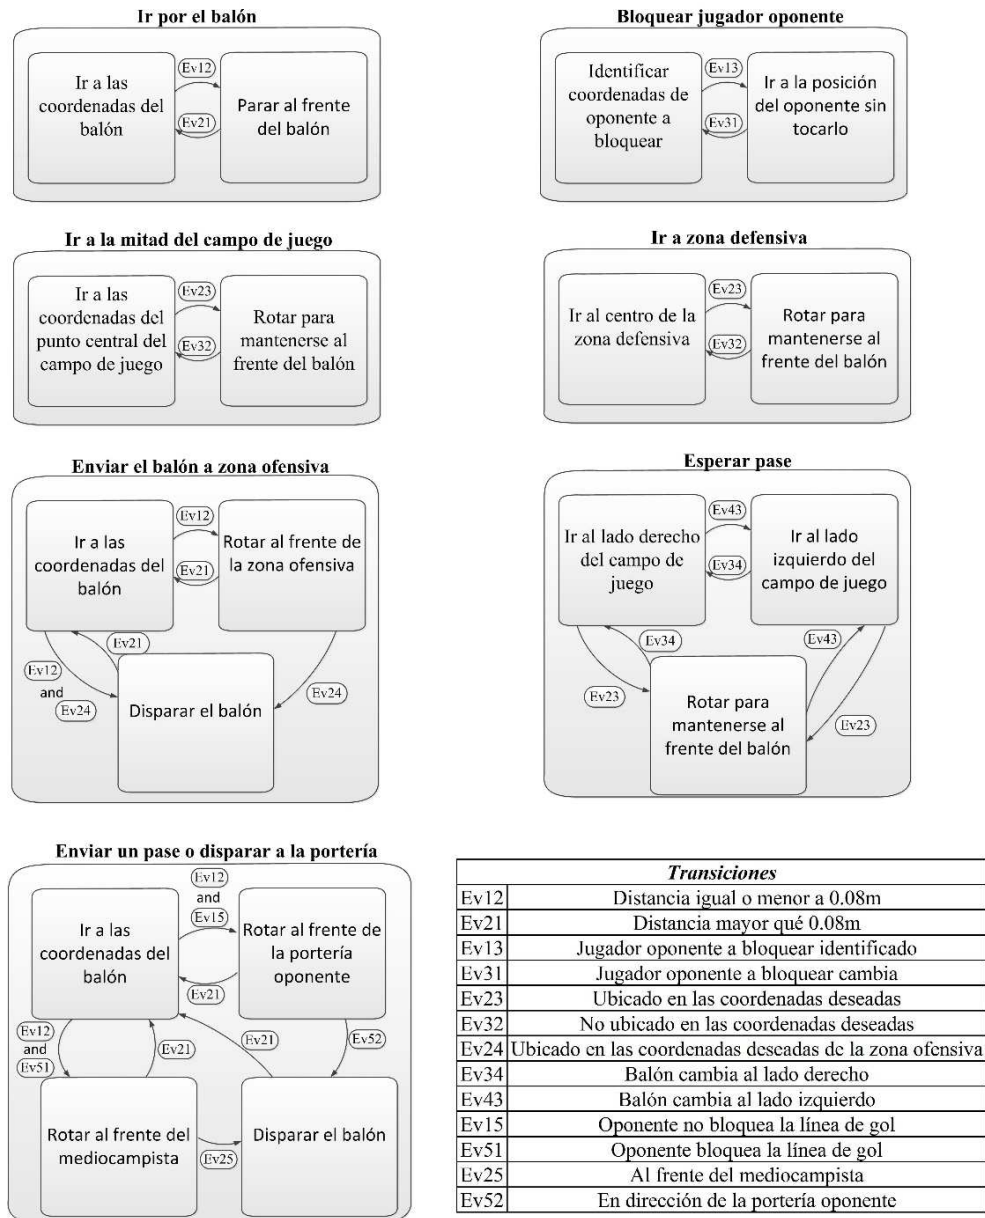 Ir por el balón
Ir a las
coordenadas del
balón
Ev12
Ev21
Parar al frente
del balón
Bloquear jugador oponente
Identificar
coordenadas de
oponente a
bloquear
Ev13
Ev31
Ir a la posición
del oponente sin
tocarlo
Ir a la mitad del campo de juego
Ir a las
coordenadas del
punto central del
campo de juego
Ev23
Ev32
Rotar para
mantenerse al
frente del balón
Ir a zona defensiva
Ir al centro de la
zona defensiva
Ev23
Ev32
Rotar para
mantenerse al
frente del balón
Enviar el balón a zona ofensiva
Ir a las
coordenadas del
balón
Ev12
Ev21
Rotar al frente de
la zona ofensiva
Ev21
Ev12
and
Ev24
Disparar el balón
Ev24
Esperar pase
Ir al lado derecho
del campo de
juego
Ev43
Ev34
Ir al lado
izquierdo del
campo de juego
Ev34
Ev43
Ev23
Rotar para
mantenerse al
frente del balón
Ev23
Enviar un pase o disparar a la portería
Ir a las
coordenadas del
balón
Ev12
and
Ev15
Ev21
Rotar al frente de
la portería
oponente
Ev12
and
Ev51
Ev21
Ev21
Ev52
Rotar al frente del
mediocampista
Ev25
Disparar el balón
Transiciones
Ev12 Distancia igual o menor a 0.08m
Ev21 Distancia mayor qué 0.08m
Ev13 Jugador oponente a bloquear identificado
Ev31 Jugador oponente a bloquear cambia
Ev23 Ubicado en las coordenadas deseadas
Ev32 No ubicado en las coordenadas deseadas
Ev24 Ubicado en las coordenadas deseadas de la zona ofensiva
Ev34 Balón cambia al lado derecho
Ev43 Balón cambia al lado izquierdo
Ev15 Oponente no bloquea la línea de gol
Ev51 Oponente bloquea la línea de gol
Ev25 Al frente del mediocampista
Ev52 En dirección de la portería oponente